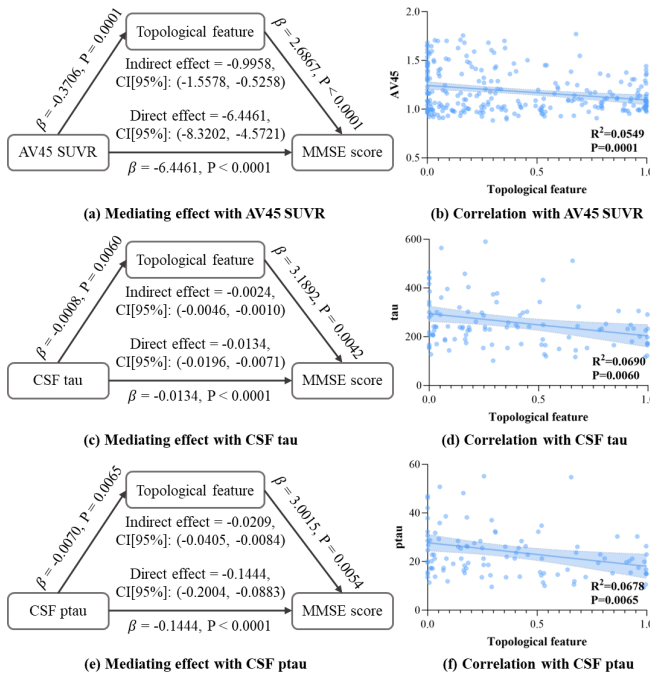 Topological feature
β = -0.3706, P = 0.0001
β = 2.6867, P < 0.0001
Indirect effect = -0.9958,
CI[95%]: (-1.5578, -0.5258)
Direct effect = -6.4461,
CI[95%]: (-8.3202, -4.5721)
AV45 SUVR
MMSE score
β = -6.4461, P < 0.0001
(a) Mediating effect with AV45 SUVR
2.0
1.5
1.0
0.5
AV45
R²=0.0549
P=0.0001
0.0 0.5 1.0
Topological feature
(b) Correlation with AV45 SUVR
Topological feature
β = -0.0008, P = 0.0060
β = 3.1892, P = 0.0042
Indirect effect = -0.0024,
CI[95%]: (-0.0046, -0.0010)
Direct effect = -0.0134,
CI[95%]: (-0.0196, -0.0071)
CSF tau
MMSE score
β = -0.0134, P < 0.0001
(c) Mediating effect with CSF tau
600
400
200
0
tau
R²=0.0690
P=0.0060
0.0 0.5 1.0
Topological feature
(d) Correlation with CSF tau
Topological feature
β = -0.0070, P = 0.0065
β = 3.0015, P = 0.0054
Indirect effect = -0.0209,
CI[95%]: (-0.0405, -0.0084)
Direct effect = -0.1444,
CI[95%]: (-0.2004, -0.0883)
CSF ptau
MMSE score
β = -0.1444, P < 0.0001
(e) Mediating effect with CSF ptau
60
40
20
0
ptau
R²=0.0678
P=0.0065
0.0 0.5 1.0
Topological feature
(f) Correlation with CSF ptau